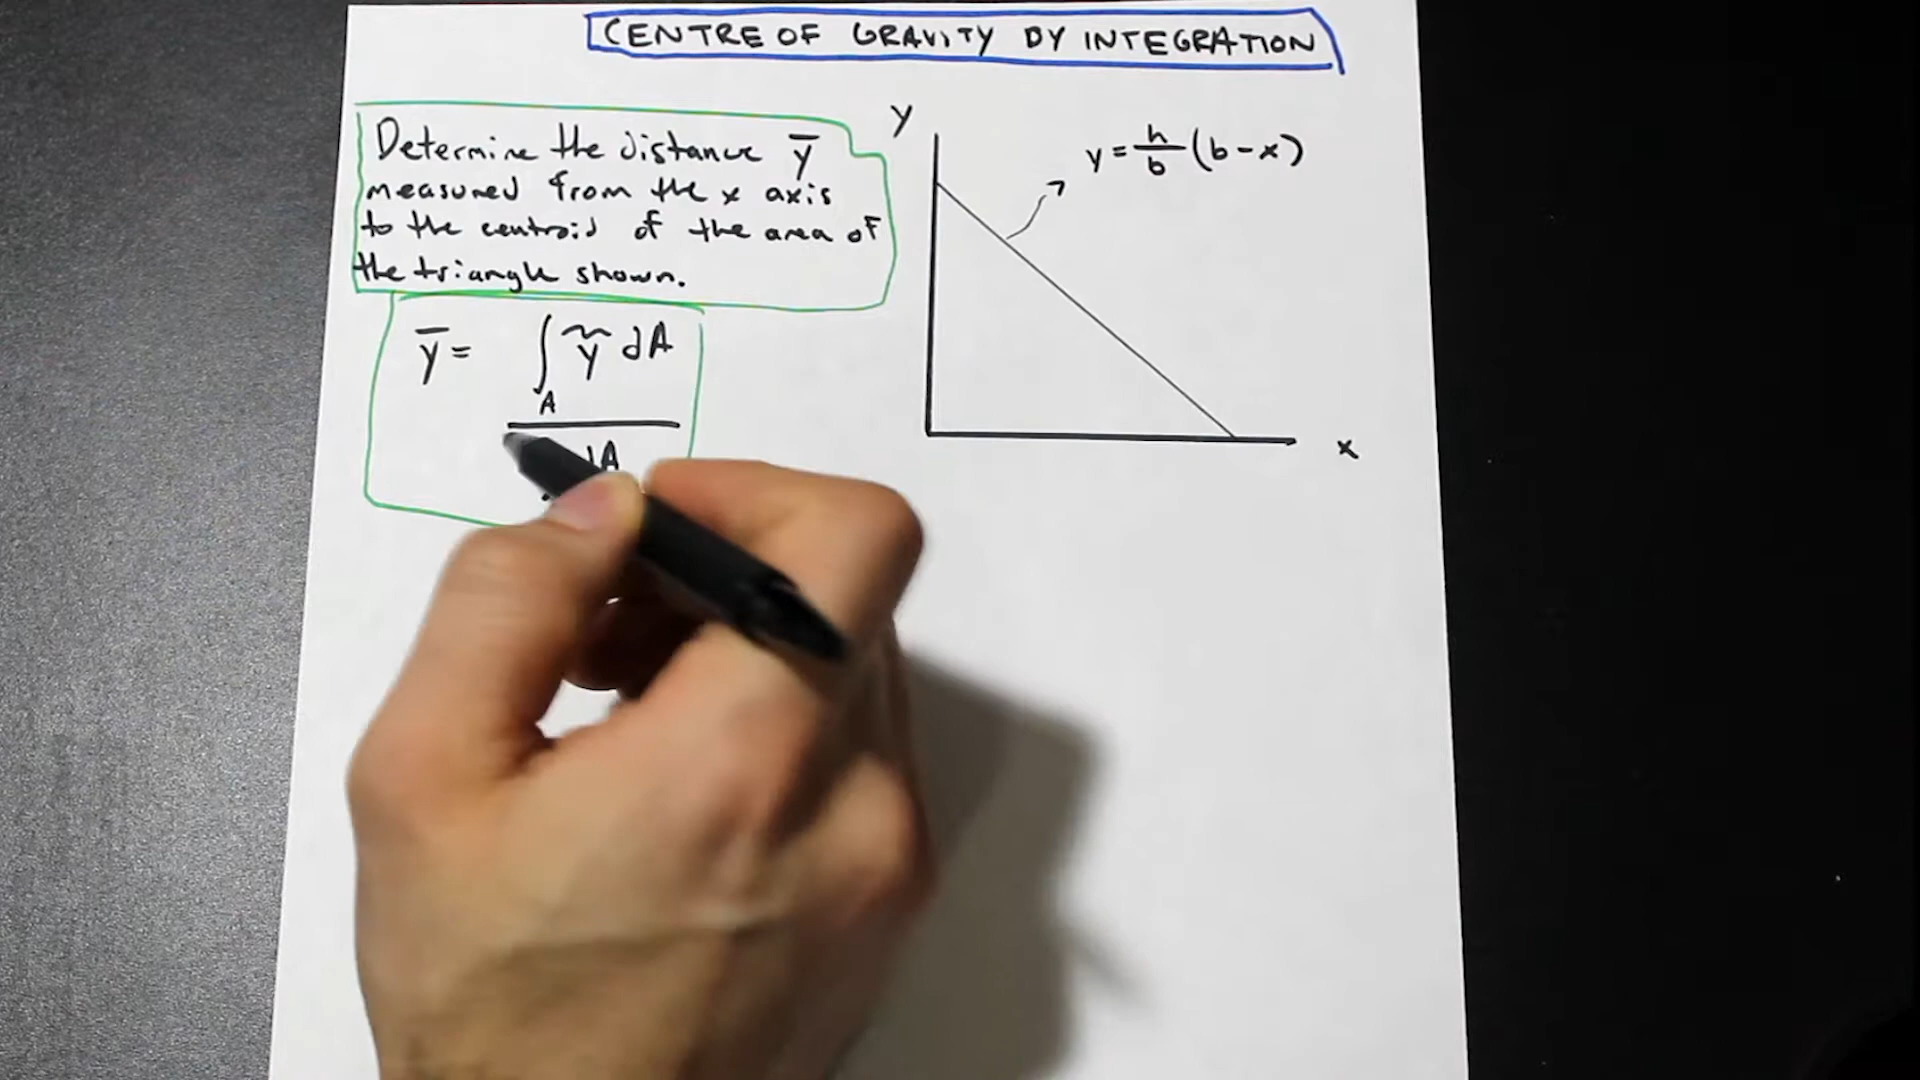 CENTRE OF GRAVITY BY INTEGRATION
Determine the distance ȳ
measured from the x axis
to the centroid of the area of
the triangle shown.
ȳ = ∫ ỹ dA
A
dA
y
y = h/b (b - x)
x